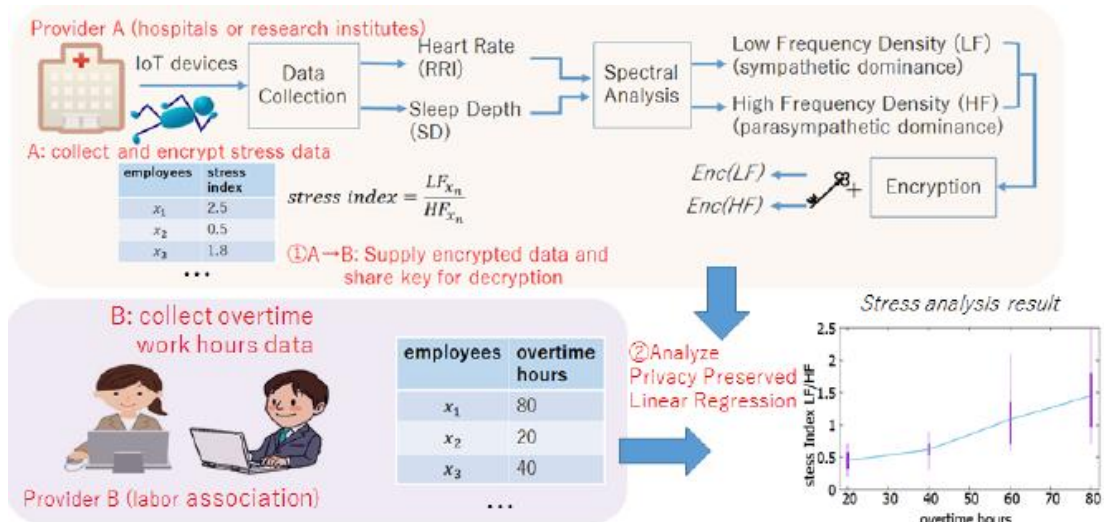 Provider A (hospitals or research institutes)
IoT devices
Data
Collection
Heart Rate
(RRI)
Sleep Depth
(SD)
Spectral
Analysis
Low Frequency Density (LF)
(sympathetic dominance)
High Frequency Density (HF)
(parasympathetic dominance)
A: collect and encrypt stress data
employees stress
index
x₁ 2.5
x₂ 0.5
x₃ 1.8
•••
stress index = LF_{x_n} / HF_{x_n}
Enc(LF)
Enc(HF)
+
Encryption
①A→B: Supply encrypted data and
share key for decryption
B: collect overtime
work hours data
Provider B (labor association)
employees overtime
hours
x₁ 80
x₂ 20
x₃ 40
•••
②Analyze
Privacy Preserved
Linear Regression
Stress analysis result
stess Index LF/HF
2.5
2
1.5
1
0.5
0
20 30 40 50 60 70 80
overtime hours